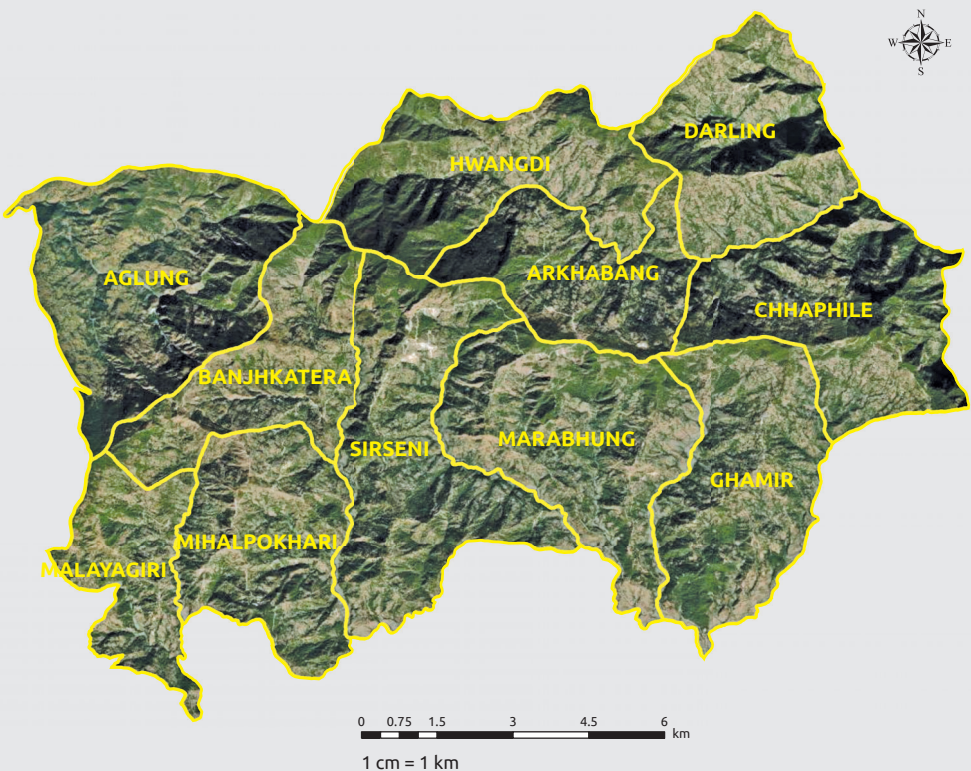 N
W E
S
DARLING
HWANGDI
AGLUNG
ARKHABANG
CHHAPHILE
BANJHKATERA
SIRSENI
MARABHUNG
GHAMIR
MIHALPOKHARI
MALAYAGIRI
0 0.75 1.5 3 4.5 6
km
1 cm = 1 km